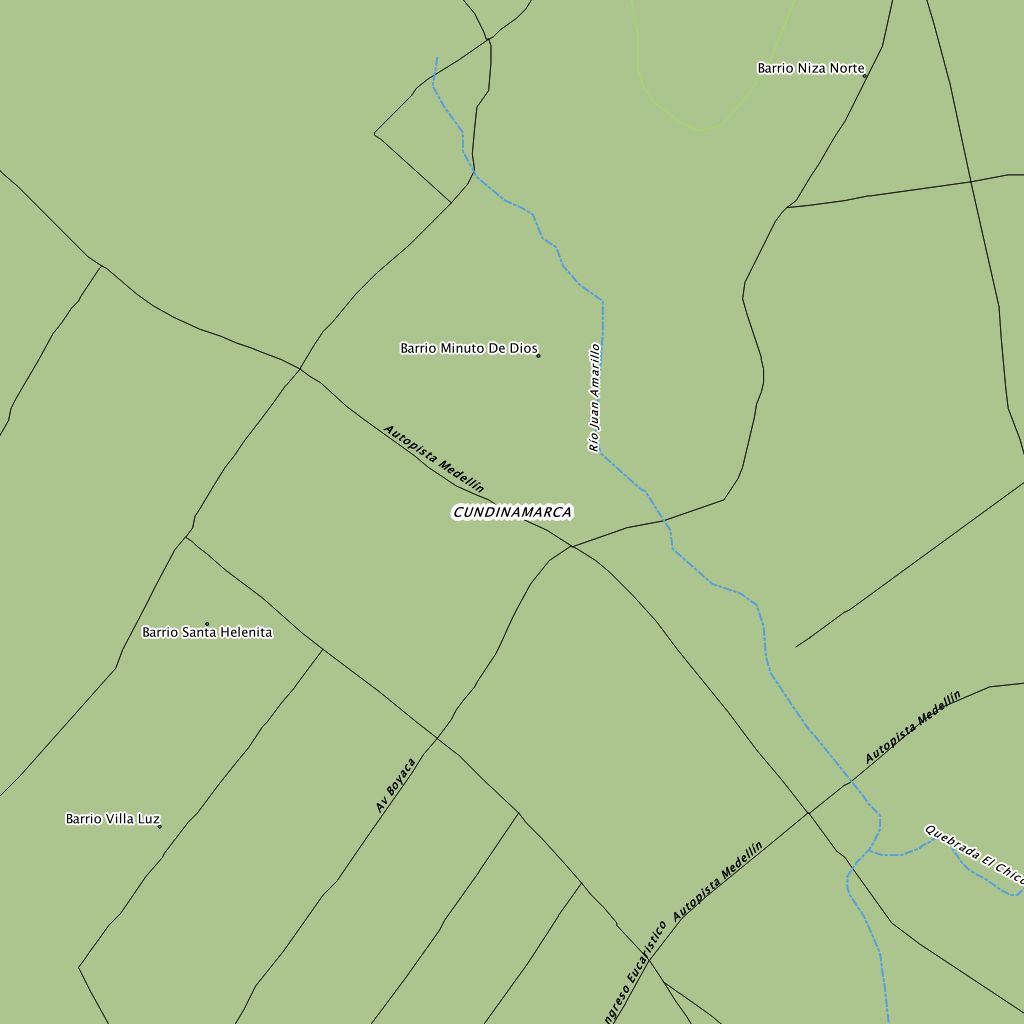 Barrio Niza Norte
Barrio Minuto De Dios
Río Juan Amarillo
Autopista Medellín
CUNDINAMARCA
Barrio Santa Helenita
Autopista Medellín
Av Boyaca
Barrio Villa Luz
Quebrada El Chico
Autopista Medellín
ngreso Eucaristico